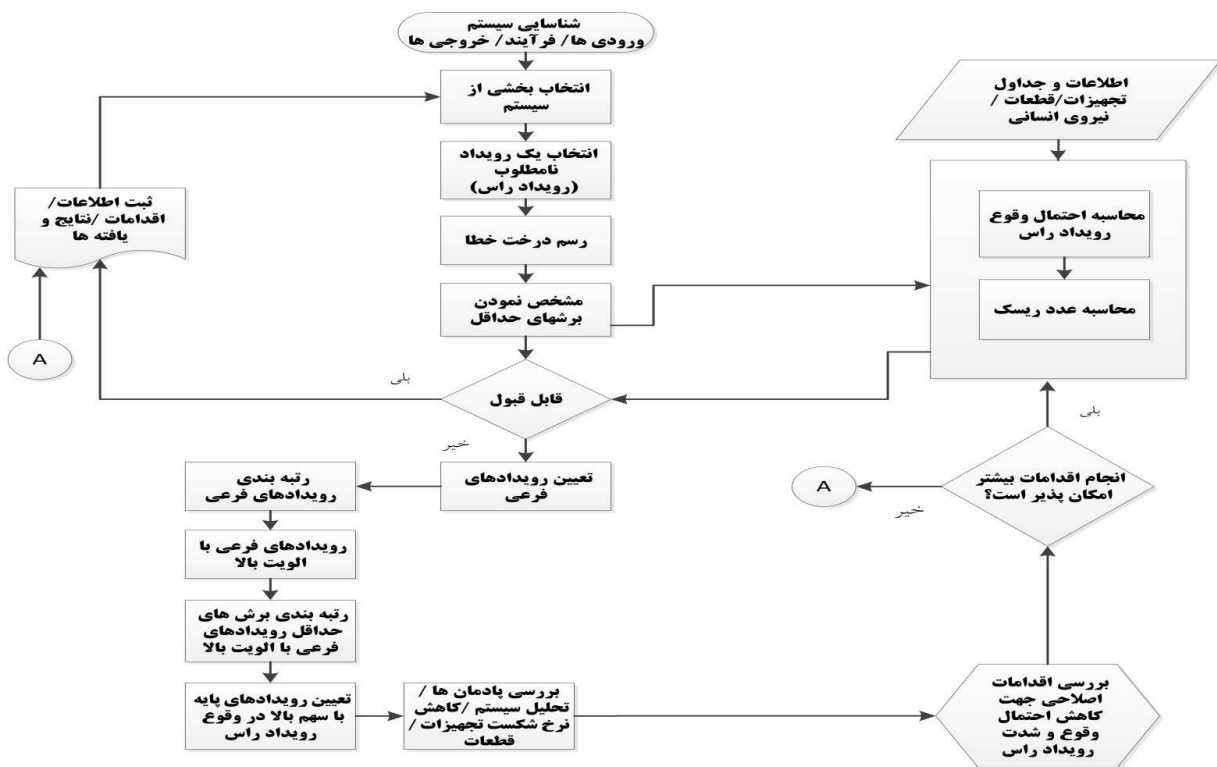 شناسایی سیستم
ورودی ها/ فرآیند/ خروجی ها
انتخاب بخشی از
سیستم
انتخاب یک رویداد
نامطلوب
(رویداد راس)
رسم درخت خطا
مشخص نمودن
برشهای حداقل
قابل قبول
بلی
خیر
اطلاعات و جداول
تجهیزات/قطعات /
نیروی انسانی
محاسبه احتمال وقوع
رویداد راس
محاسبه عدد ریسک
ثبت اطلاعات/
اقدامات /نتایج و
یافته ها
A
تعیین رویدادهای
فرعی
رتبه بندی
رویدادهای فرعی
رویدادهای فرعی با
الویت بالا
رتبه بندی برش های
حداقل رویدادهای
فرعی با الویت بالا
تعیین رویدادهای پایه
با سهم بالا در وقوع
رویداد راس
بررسی پادمان ها /
تحلیل سیستم /کاهش
نرخ شکست تجهیزات /
قطعات
بررسی اقدامات
اصلاحی جهت
کاهش احتمال
وقوع و شدت
رویداد راس
انجام اقدامات بیشتر
امکان پذیر است؟
بلی
خیر
A